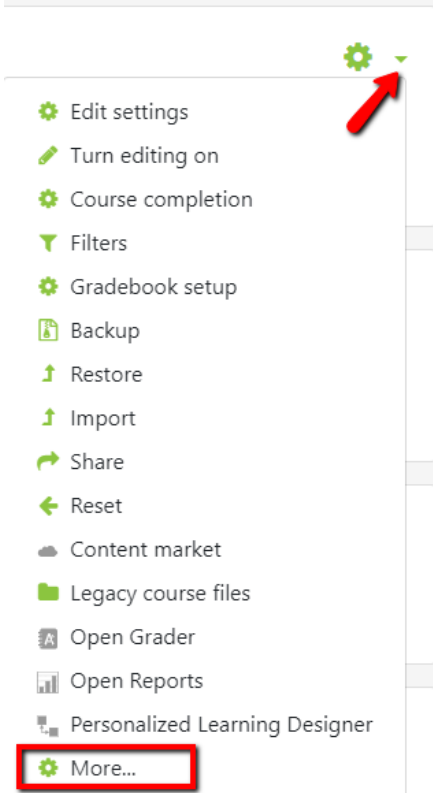 Edit settings
Turn editing on
Course completion
Filters
Gradebook setup
Backup
Restore
Import
Share
Reset
Content market
Legacy course files
Open Grader
Open Reports
Personalized Learning Designer
More...